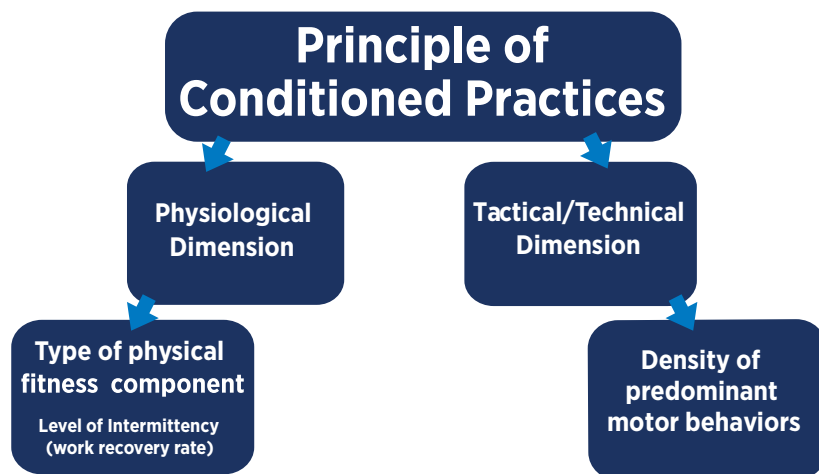 Principle of
Conditioned Practices
Physiological
Dimension
Tactical/Technical
Dimension
Type of physical
fitness component
Level of Intermittency
(work recovery rate)
Density of
predominant
motor behaviors